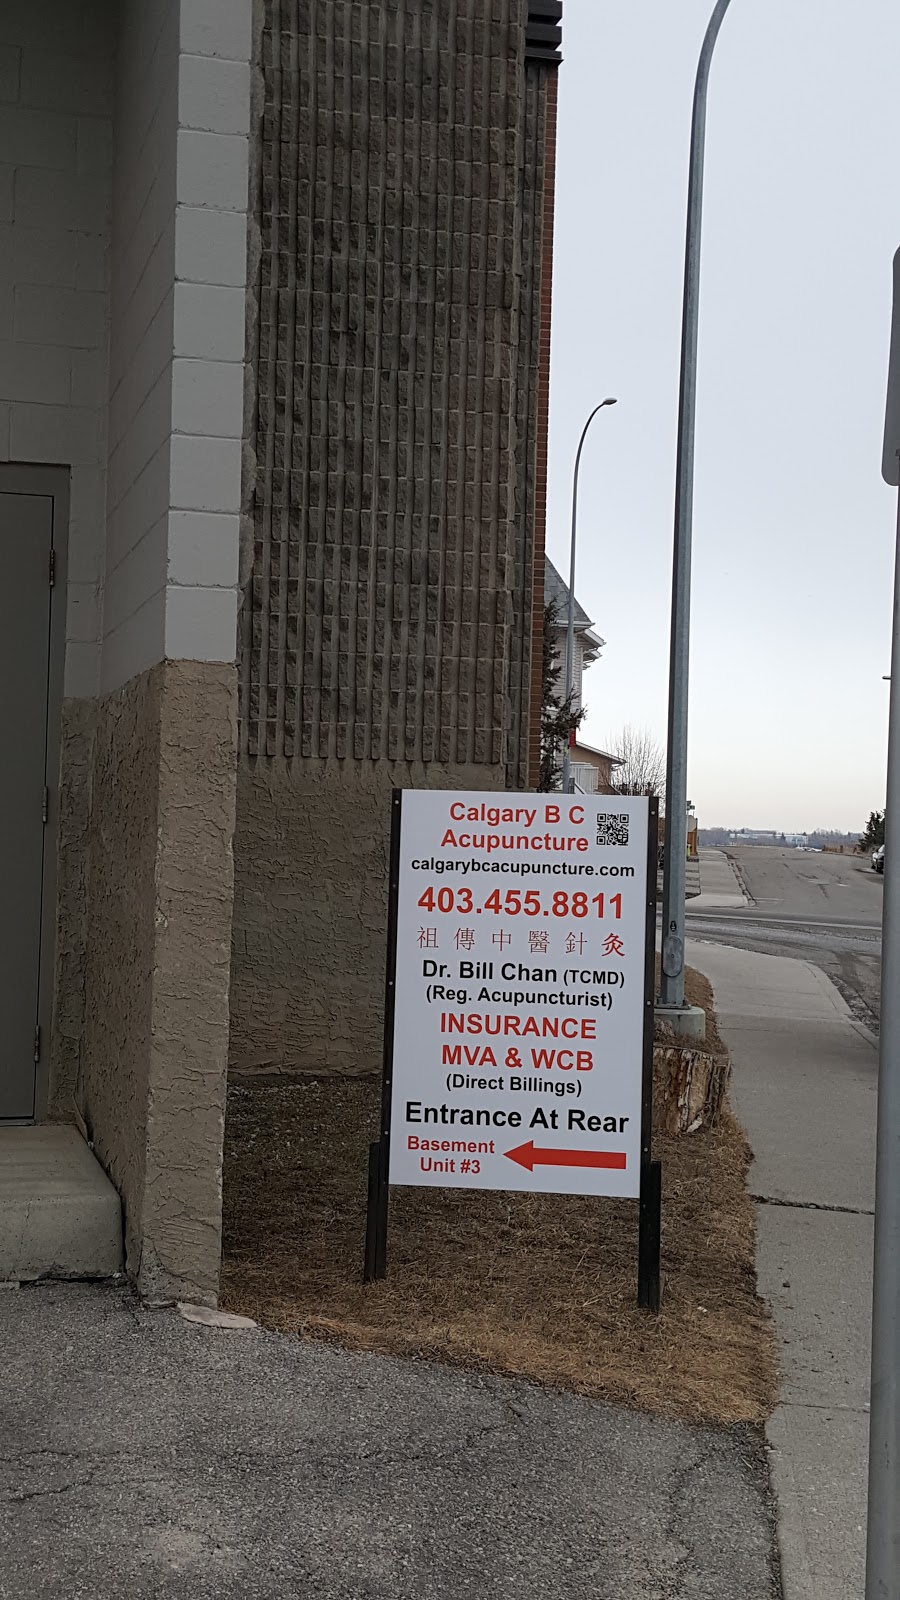 Calgary B C
Acupuncture
calgarybcacupuncture.com
403.455.8811
祖傳中醫針灸
Dr. Bill Chan (TCMD)
(Reg. Acupuncturist)
INSURANCE
MVA & WCB
(Direct Billings)
Entrance At Rear
Basement
Unit #3